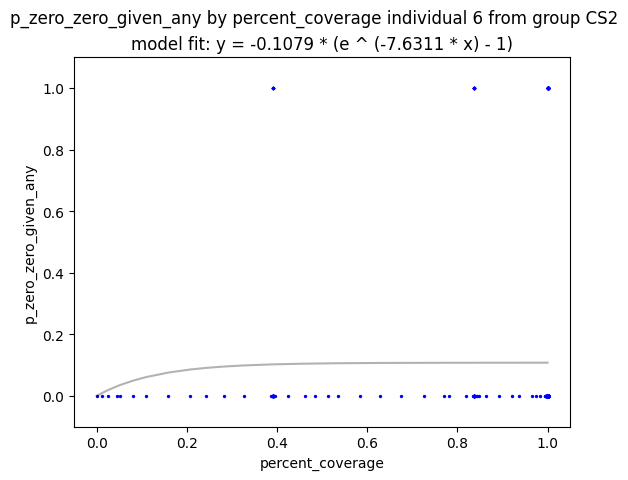 p_zero_zero_given_any by percent_coverage individual 6 from group CS2
model fit: y = -0.1079 * (e ^ (-7.6311 * x) - 1)
1.0
0.8
0.6
0.4
0.2
0.0
p_zero_zero_given_any
0.0 0.2 0.4 0.6 0.8 1.0
percent_coverage